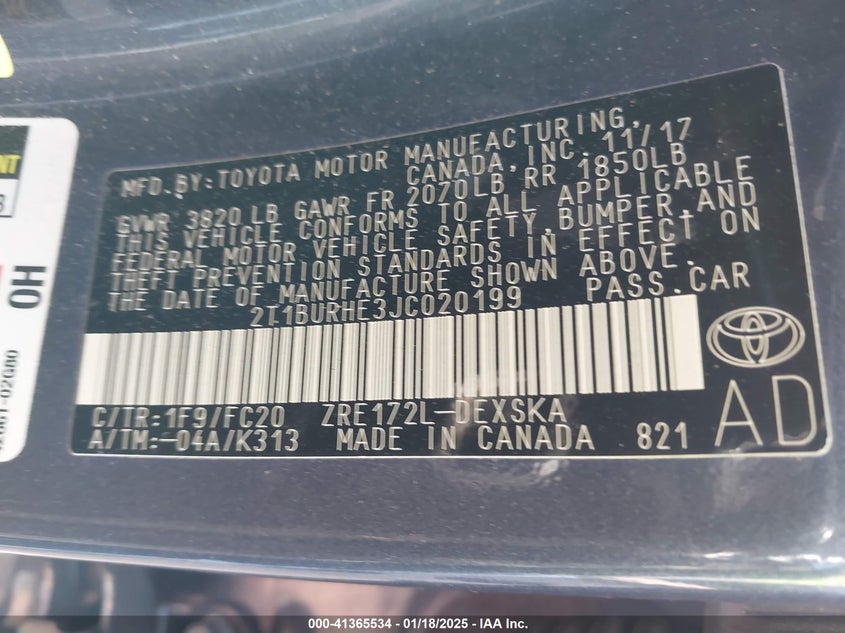 MFD. BY: TOYOTA MOTOR MANUFACTURING,
CANADA, INC. 11/17
GVWR 3820 LB GAWR FR 2070LB RR 1850LB
THIS VEHICLE CONFORMS TO ALL APPLICABLE
FEDERAL MOTOR VEHICLE SAFETY, BUMPER, AND
THEFT PREVENTION STANDARDS IN EFFECT ON
THE DATE OF MANUFACTURE SHOWN ABOVE.
2T1BURHE3JC020199 PASS. CAR
C/TR: 1F9/FC20 ZRE172L-DEXSKA
A/TM: -04A/K313 MADE IN CANADA 821
AD
OH
000-41365534 - 01/18/2025 - IAA Inc.